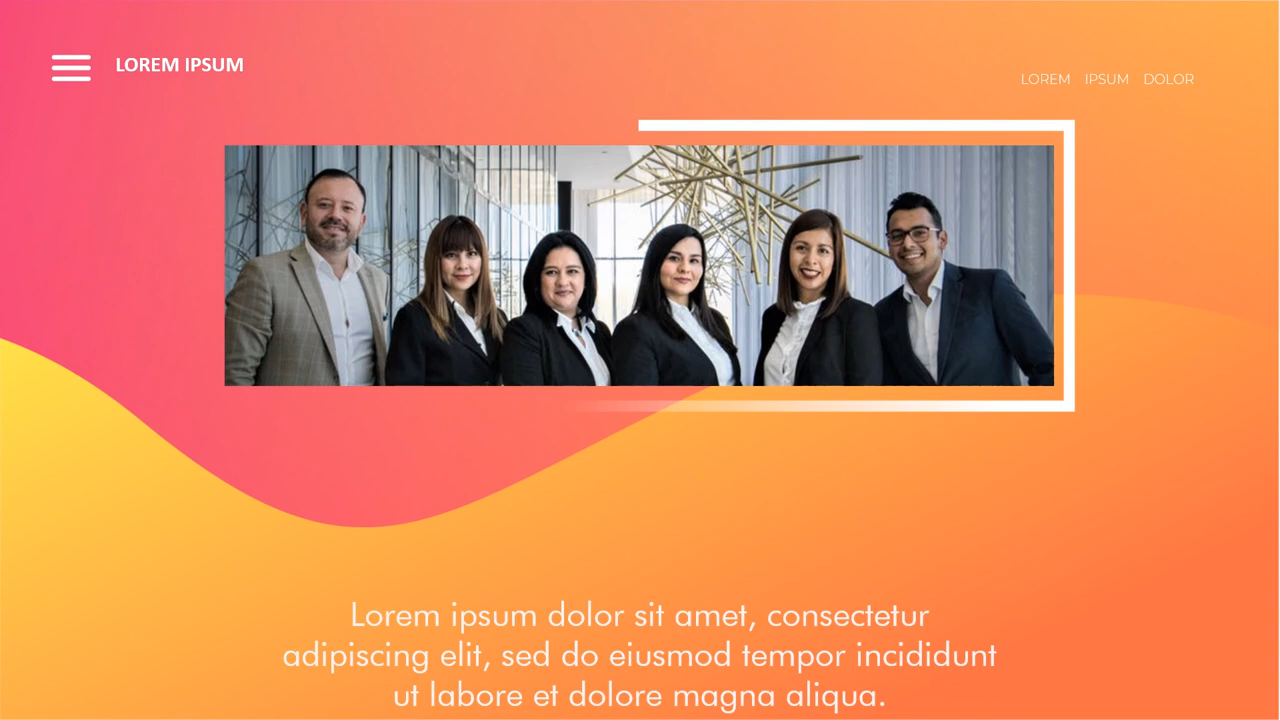 LOREM IPSUM
LOREM IPSUM DOLOR
Lorem ipsum dolor sit amet, consectetur
adipiscing elit, sed do eiusmod tempor incididunt
ut labore et dolore magna aliqua.